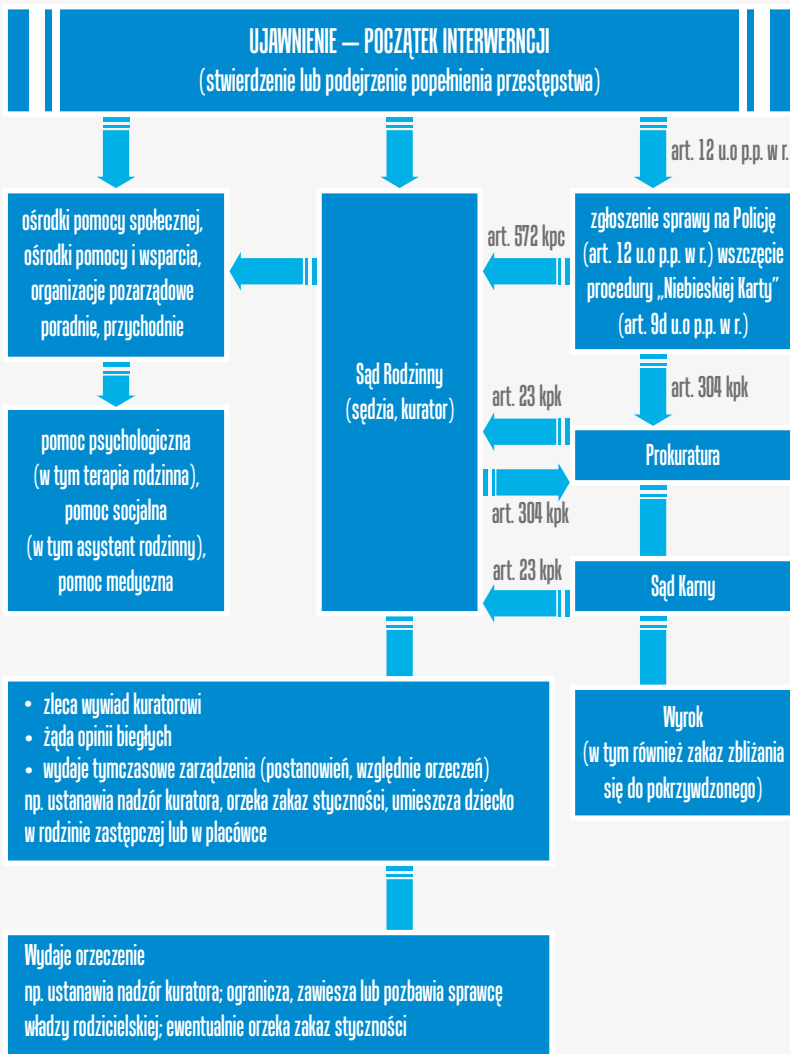 UJAWNIENIE — POCZĄTEK INTERWERNCJI
(stwierdzenie lub podejrzenie popełnienia przestępstwa)
art. 12 u.o p.p. w r.
ośrodki pomocy społecznej,
ośrodki pomocy i wsparcia,
organizacje pozarządowe
poradnie, przychodnie
pomoc psychologiczna
(w tym terapia rodzinna),
pomoc socjalna
(w tym asystent rodzinny),
pomoc medyczna
Sąd Rodzinny
(sędzia, kurator)
art. 572 kpc
zgłoszenie sprawy na Policję
(art. 12 u.o p.p. w r.) wszczęcie
procedury „Niebieskiej Karty”
(art. 9d u.o p.p. w r.)
art. 304 kpk
art. 23 kpk
Prokuratura
art. 304 kpk
art. 23 kpk
Sąd Karny
Wyrok
(w tym również zakaz zbliżania
się do pokrzywdzonego)
• zleca wywiad kuratorowi
• żąda opinii biegłych
• wydaje tymczasowe zarządzenia (postanowień, względnie orzeczeń)
np. ustanawia nadzór kuratora, orzeka zakaz styczności, umieszcza dziecko
w rodzinie zastępczej lub w placówce
Wydaje orzeczenie
np. ustanawia nadzór kuratora; ogranicza, zawiesza lub pozbawia sprawcę
władzy rodzicielskiej; ewentualnie orzeka zakaz styczności